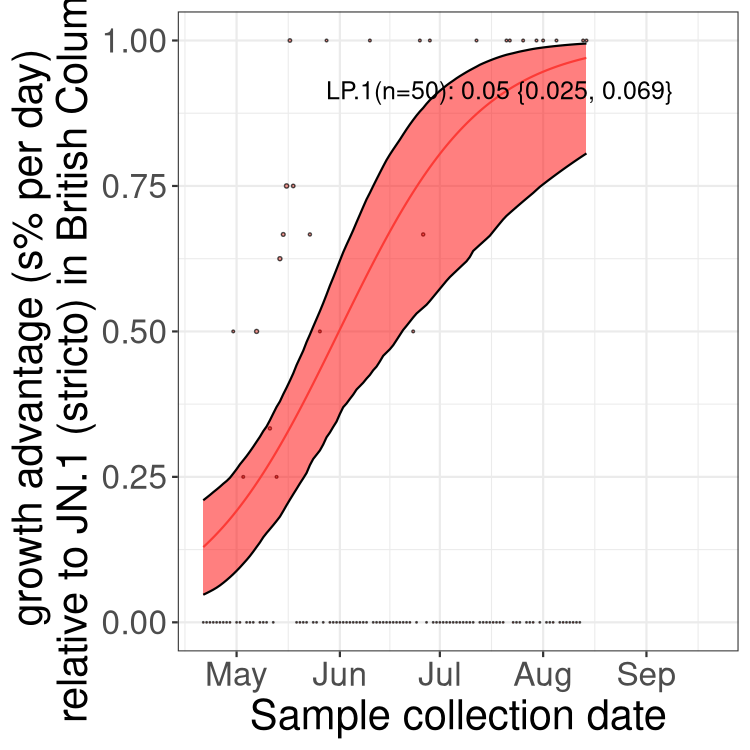 growth advantage (s% per day)
relative to JN.1 (stricto) in British Colum
1.00
0.75
0.50
0.25
0.00
LP.1(n=50): 0.05 {0.025, 0.069}
May Jun Jul Aug Sep
Sample collection date